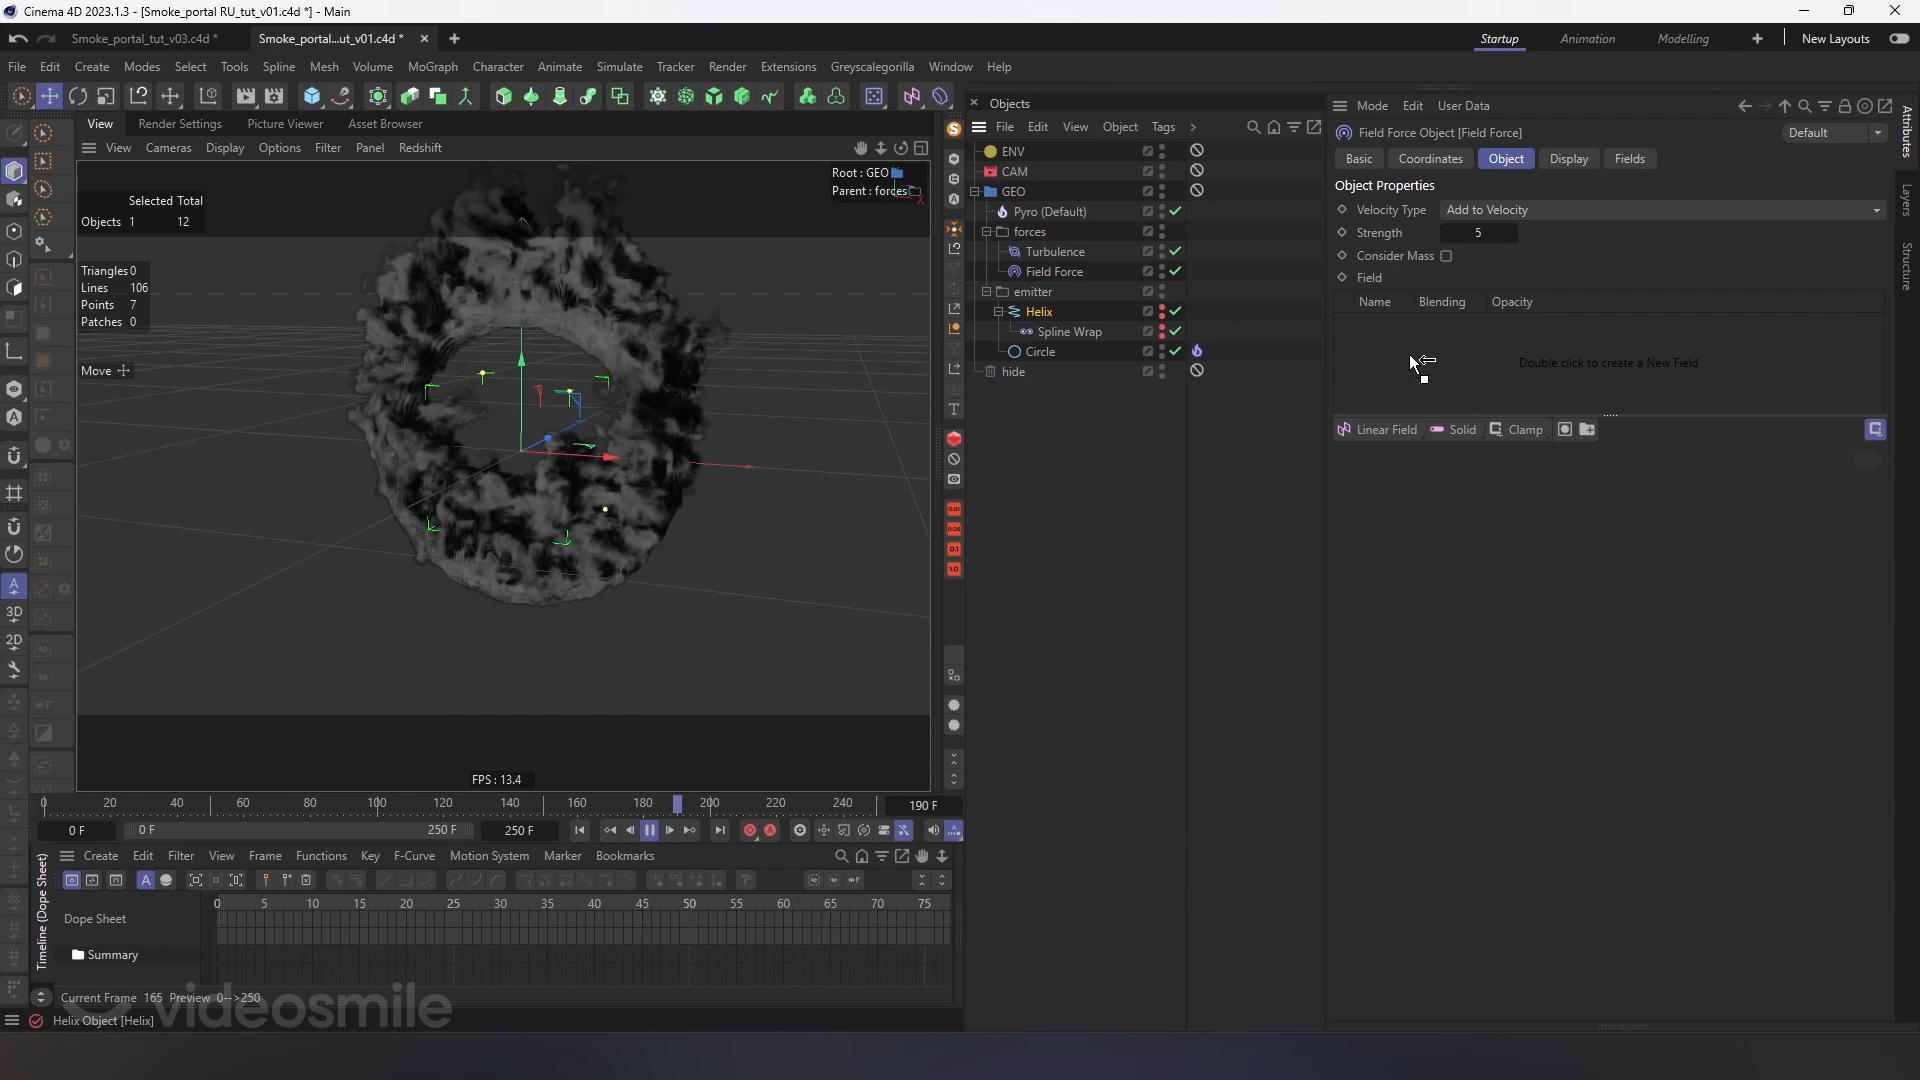 Cinema 4D 2023.1.3 - [Smoke_portal RU_tut_v01.c4d *] - Main
Smoke_portal_tut_v03.c4d *
Smoke_portal...ut_v01.c4d *
Startup
Animation
Modelling
New Layouts
File Edit Create Modes Select Tools Spline Mesh Volume MoGraph Character Animate Simulate Tracker Render Extensions Greyscalegorilla Window Help
View Render Settings Picture Viewer Asset Browser
View Cameras Display Options Filter Panel Redshift
Root : GEO
Parent : forces
Selected Total
Objects 1 12
Triangles 0
Lines 106
Points 7
Patches 0
Move
FPS : 13.4
3D
2D
Objects
File Edit View Object Tags
ENV
CAM
GEO
Pyro (Default)
forces
Turbulence
Field Force
emitter
Helix
Spline Wrap
Circle
hide
Mode Edit User Data
Field Force Object [Field Force]
Default
Basic Coordinates Object Display Fields
Object Properties
Velocity Type Add to Velocity
Strength 5
Consider Mass
Field
Name Blending Opacity
Double click to create a New Field
Linear Field Solid Clamp
Attributes
Layers
Structure
0 20 40 60 80 100 120 140 160 180 200 220 240
190 F
0 F
0 F 250 F
250 F
Create Edit Filter View Frame Functions Key F-Curve Motion System Marker Bookmarks
Timeline (Dope Sheet)
0 5 10 15 20 25 30 35 40 45 50 55 60 65 70 75
Dope Sheet
Summary
Current Frame 165 Preview 0-->250
videosmile
Helix Object [Helix]